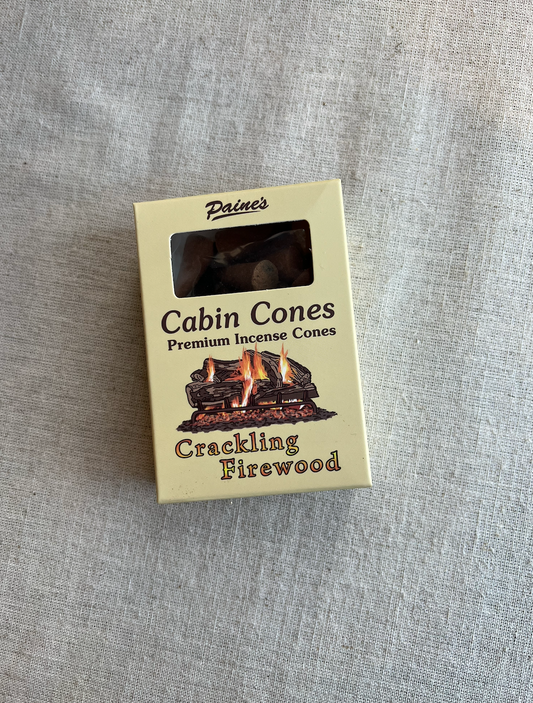 Paine's
Cabin Cones
Premium Incense Cones
Crackling
Firewood